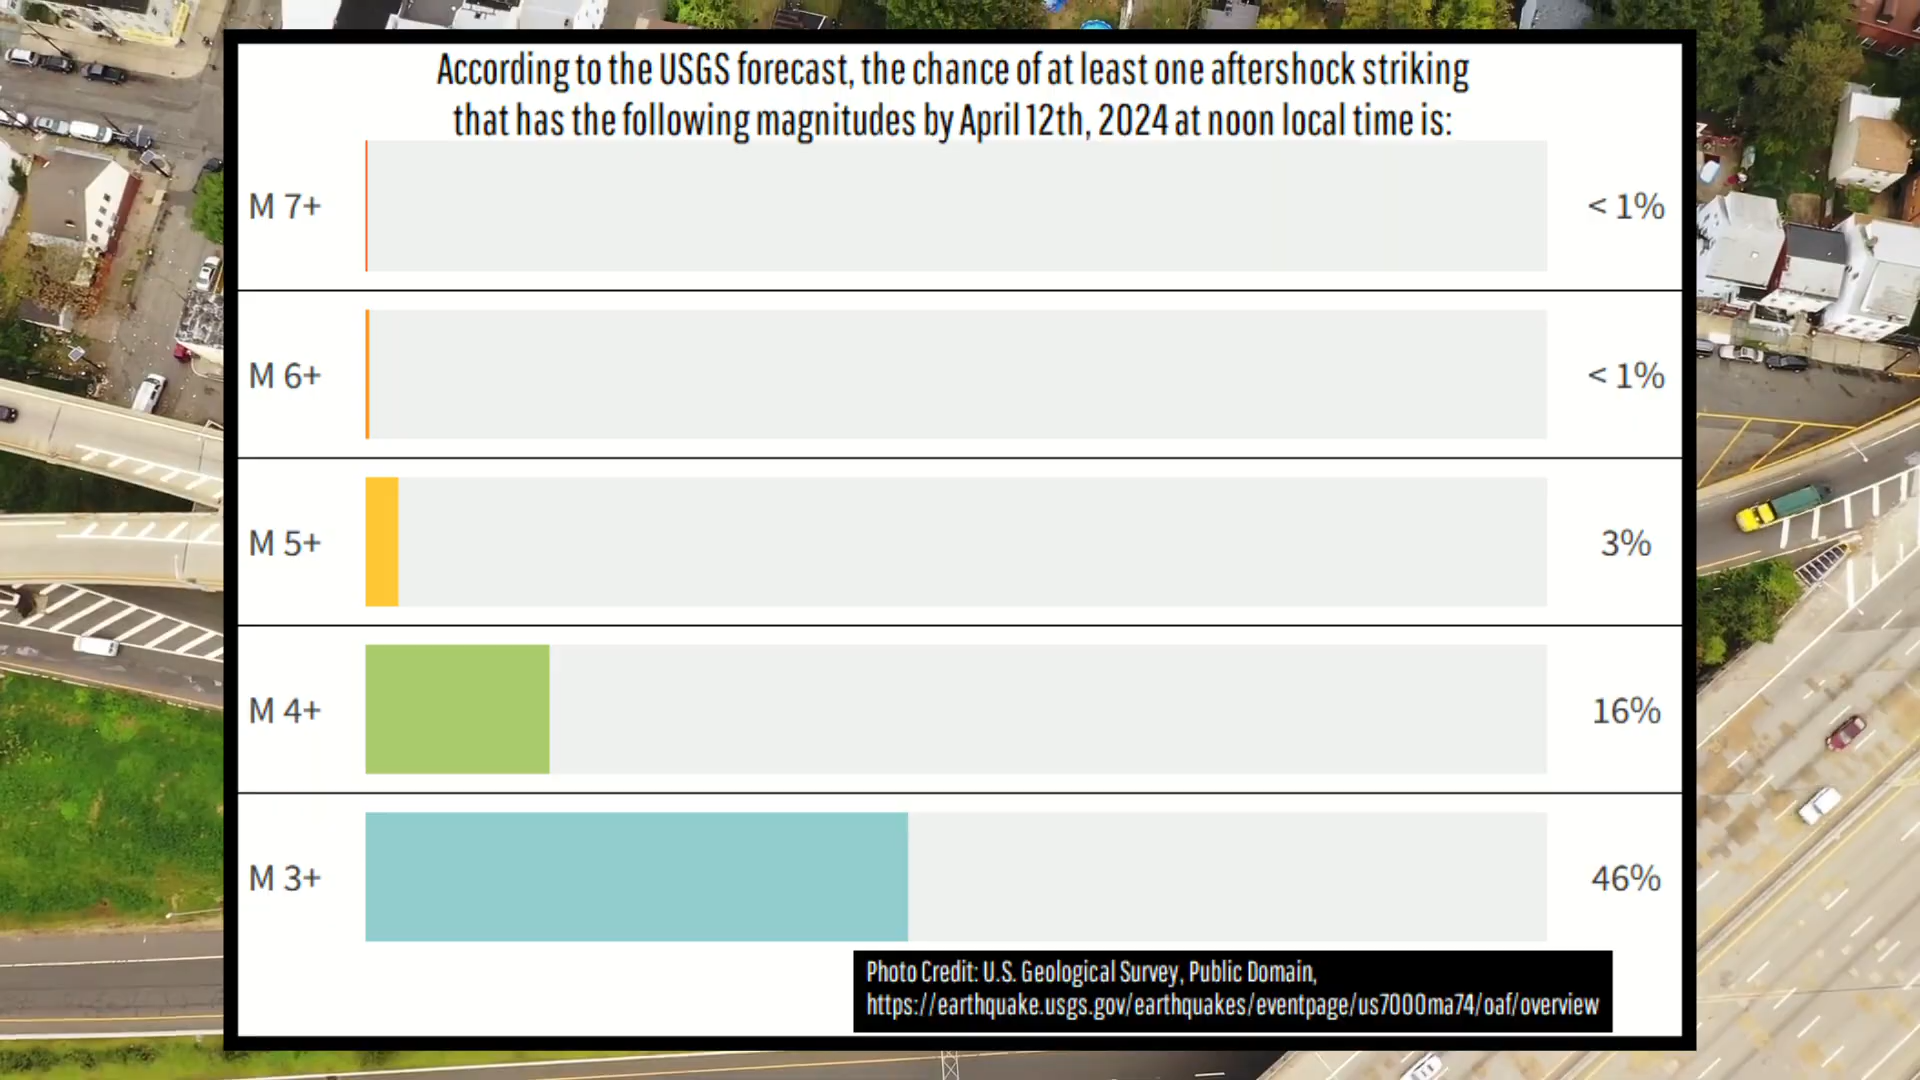 According to the USGS forecast, the chance of at least one aftershock striking
that has the following magnitudes by April 12th, 2024 at noon local time is:
M 7+ < 1%
M 6+ < 1%
M 5+ 3%
M 4+ 16%
M 3+ 46%
Photo Credit: U.S. Geological Survey, Public Domain,
https://earthquake.usgs.gov/earthquakes/eventpage/us7000ma74/oaf/overview